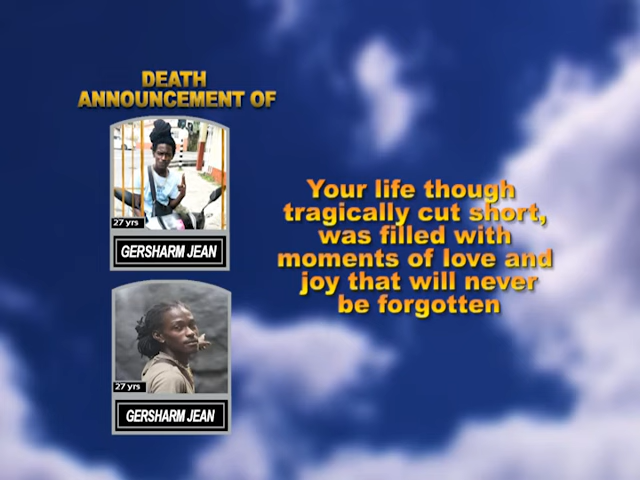 DEATH
ANNOUNCEMENT OF
27 yrs
GERSHARM JEAN
27 yrs
GERSHARM JEAN
Your life though
tragically cut short,
was filled with
moments of love and
joy that will never
be forgotten